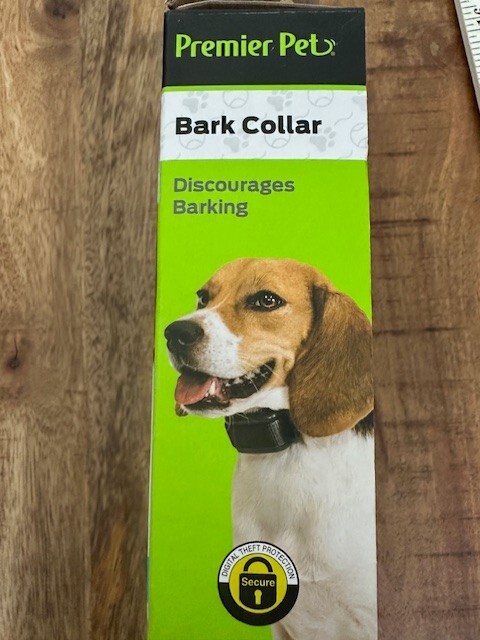 Premier Pet
Bark Collar
Discourages
Barking
DIGITAL THEFT PROTECTION
Secure